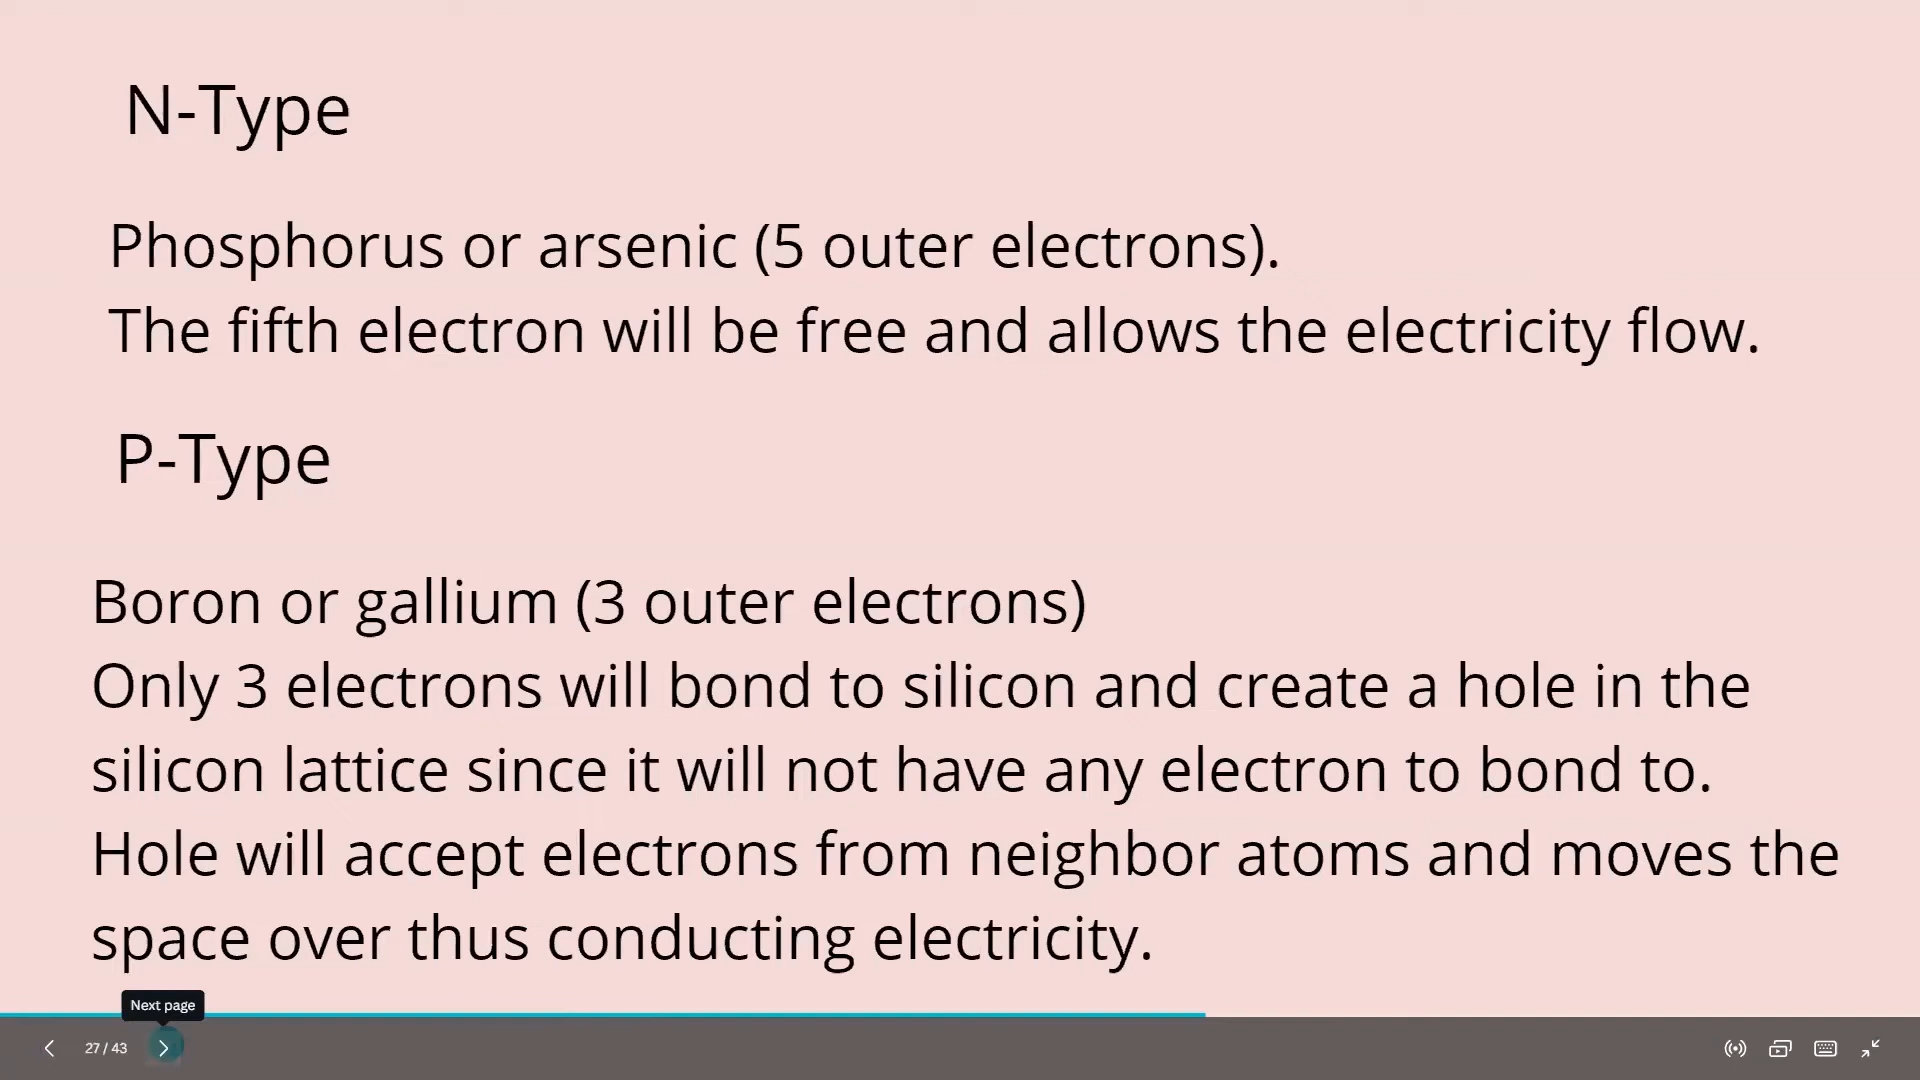 N-Type
Phosphorus or arsenic (5 outer electrons).
The fifth electron will be free and allows the electricity flow.
P-Type
Boron or gallium (3 outer electrons)
Only 3 electrons will bond to silicon and create a hole in the
silicon lattice since it will not have any electron to bond to.
Hole will accept electrons from neighbor atoms and moves the
space over thus conducting electricity.
Next page
27 / 43